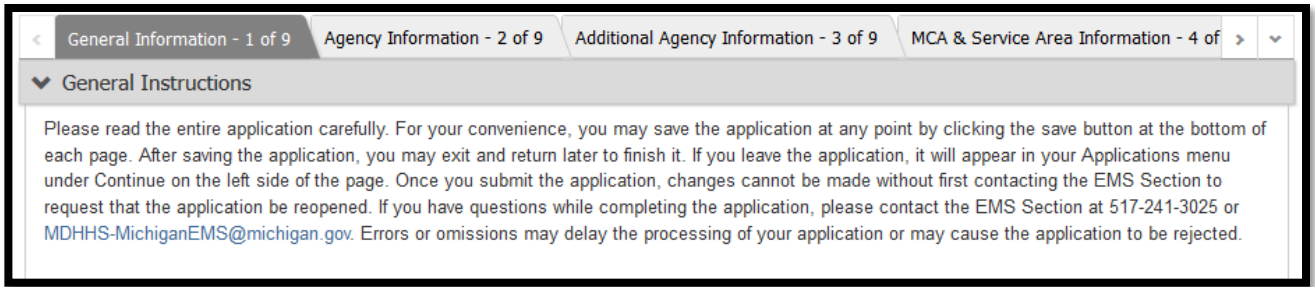 General Information - 1 of 9 Agency Information - 2 of 9 Additional Agency Information - 3 of 9 MCA & Service Area Information - 4 of
General Instructions
Please read the entire application carefully. For your convenience, you may save the application at any point by clicking the save button at the bottom of
each page. After saving the application, you may exit and return later to finish it. If you leave the application, it will appear in your Applications menu
under Continue on the left side of the page. Once you submit the application, changes cannot be made without first contacting the EMS Section to
request that the application be reopened. If you have questions while completing the application, please contact the EMS Section at 517-241-3025 or
MDHHS-MichiganEMS@michigan.gov. Errors or omissions may delay the processing of your application or may cause the application to be rejected.